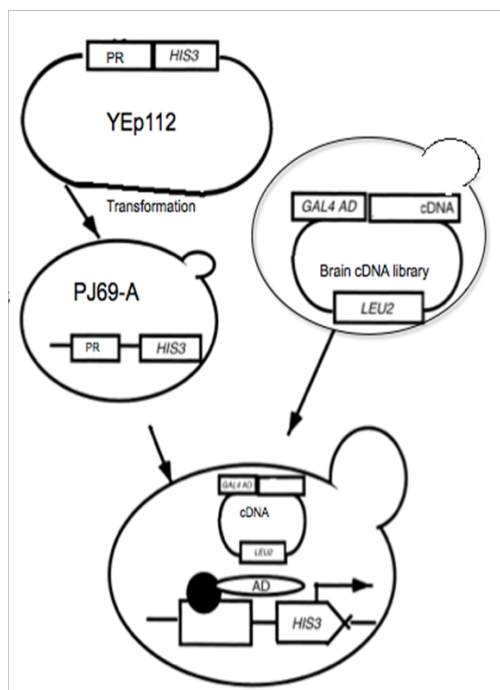 PR HIS3
YEp112
Transformation
GAL4 AD cDNA
Brain cDNA library
LEU2
PJ69-A
PR HIS3
GAL4 AD
cDNA
LEU2
AD
HIS3